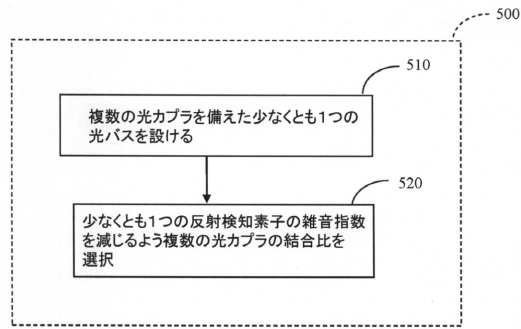 500
510
複数の光カプラを備えた少なくとも1つの
光バスを設ける
520
少なくとも1つの反射検知素子の雑音指数
を減じるよう複数の光カプラの結合比を
選択